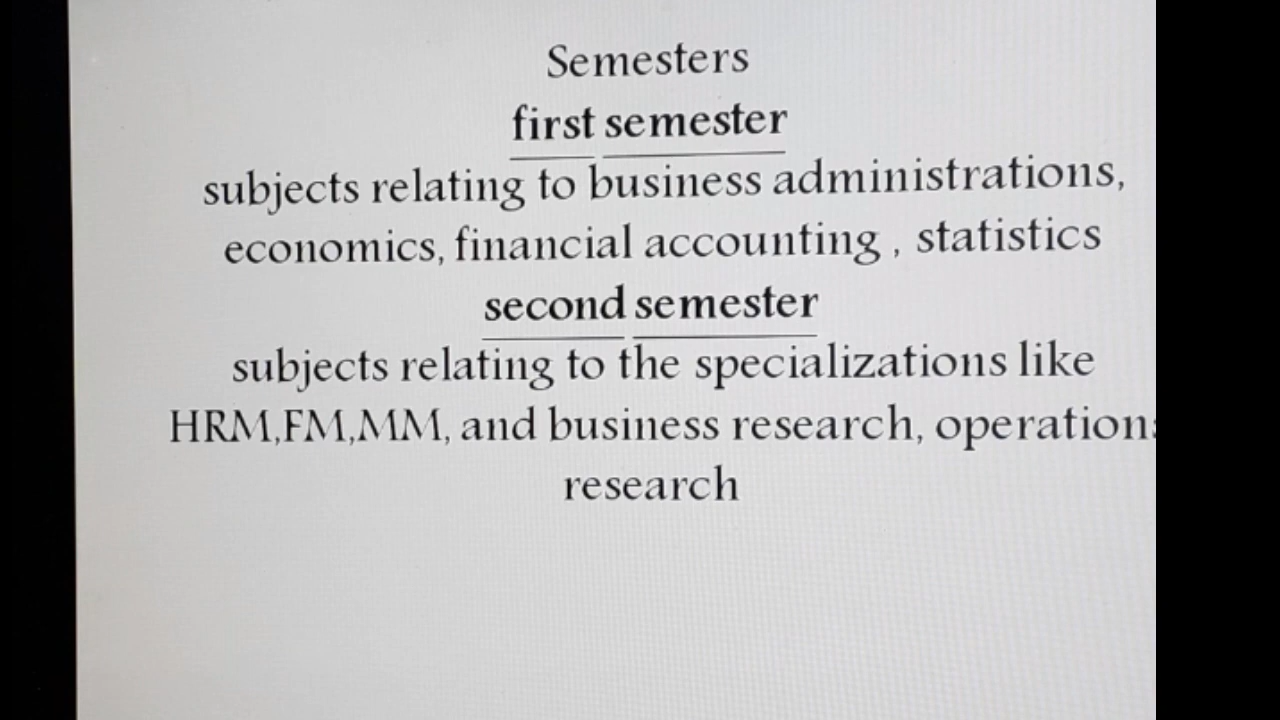 Semesters
first semester
subjects relating to business administrations,
economics, financial accounting , statistics
second semester
subjects relating to the specializations like
HRM,FM,MM, and business research, operations
research